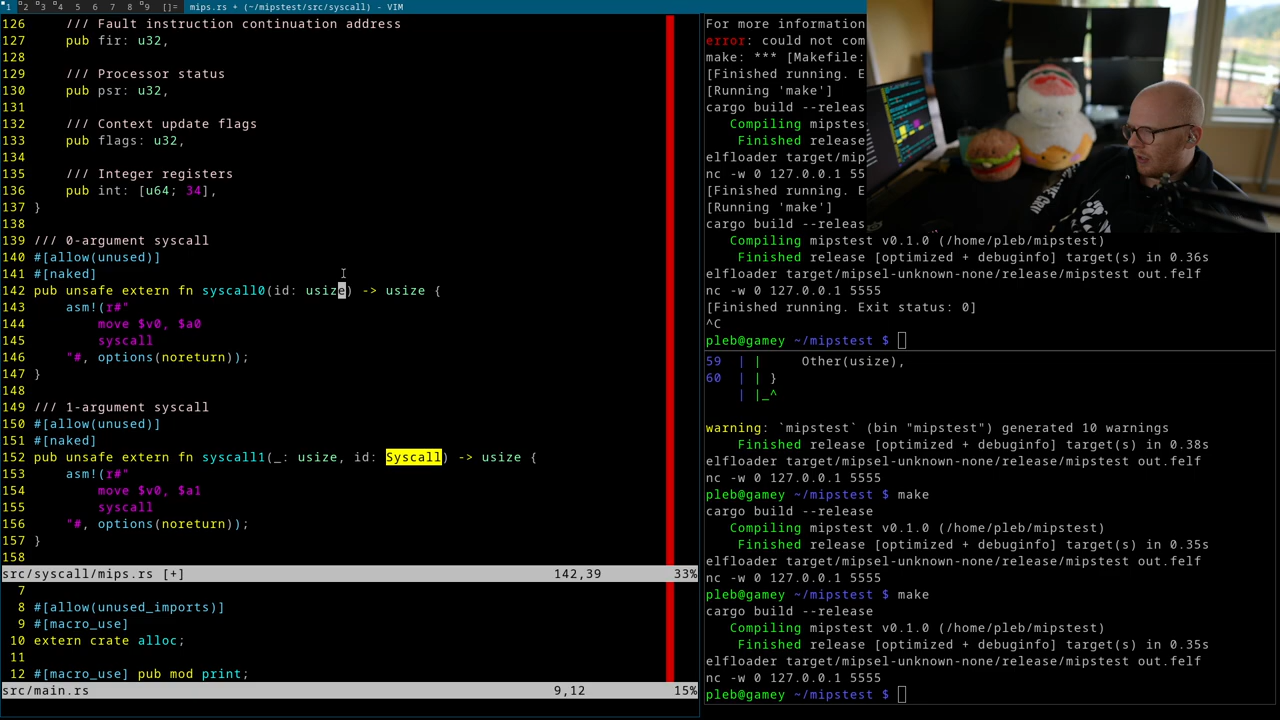 1 2 3 4 5 6 7 8 9 []= mips.rs + (~/mipstest/src/syscall) - VIM
126 /// Fault instruction continuation address
127 pub fir: u32,
128
129 /// Processor status
130 pub psr: u32,
131
132 /// Context update flags
133 pub flags: u32,
134
135 /// Integer registers
136 pub int: [u64; 34],
137 }
138
139 /// 0-argument syscall
140 #[allow(unused)]
141 #[naked]
142 pub unsafe extern fn syscall0(id: usize) -> usize {
143 asm!(r#"
144 move $v0, $a0
145 syscall
146 "#, options(noreturn));
147 }
148
149 /// 1-argument syscall
150 #[allow(unused)]
151 #[naked]
152 pub unsafe extern fn syscall1(_: usize, id: Syscall) -> usize {
153 asm!(r#"
154 move $v0, $a1
155 syscall
156 "#, options(noreturn));
157 }
158
src/syscall/mips.rs [+] 142,39 33%
7
8 #[allow(unused_imports)]
9 #[macro_use]
10 extern crate alloc;
11
12 #[macro_use] pub mod print;
src/main.rs 9,12 15%
For more information
error: could not com
make: *** [Makefile:
[Finished running. E
[Running 'make']
cargo build --releas
Compiling mipstes
Finished release
elfloader target/mip
nc -w 0 127.0.0.1 55
[Finished running. E
[Running 'make']
cargo build --releas
Compiling mipstest v0.1.0 (/home/pleb/mipstest)
Finished release [optimized + debuginfo] target(s) in 0.36s
elfloader target/mipsel-unknown-none/release/mipstest out.felf
nc -w 0 127.0.0.1 5555
[Finished running. Exit status: 0]
^C
pleb@gamey ~/mipstest $
59 | | Other(usize),
60 | | }
| |_^
warning: `mipstest` (bin "mipstest") generated 10 warnings
Finished release [optimized + debuginfo] target(s) in 0.38s
elfloader target/mipsel-unknown-none/release/mipstest out.felf
nc -w 0 127.0.0.1 5555
pleb@gamey ~/mipstest $ make
cargo build --release
Compiling mipstest v0.1.0 (/home/pleb/mipstest)
Finished release [optimized + debuginfo] target(s) in 0.35s
elfloader target/mipsel-unknown-none/release/mipstest out.felf
nc -w 0 127.0.0.1 5555
pleb@gamey ~/mipstest $ make
cargo build --release
Compiling mipstest v0.1.0 (/home/pleb/mipstest)
Finished release [optimized + debuginfo] target(s) in 0.35s
elfloader target/mipsel-unknown-none/release/mipstest out.felf
nc -w 0 127.0.0.1 5555
pleb@gamey ~/mipstest $